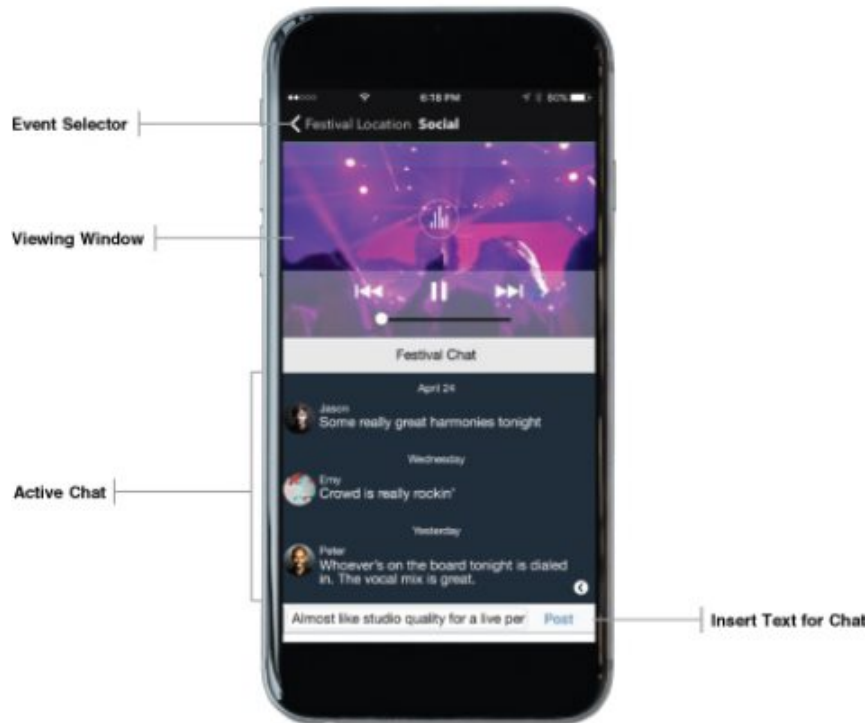 6:18 PM
60%
Event Selector
Festival Location Social
Viewing Window
Festival Chat
April 24
Jason
Some really great harmonies tonight
Wednesday
Active Chat
Emy
Crowd is really rockin'
Yesterday
Peter
Whoever's on the board tonight is dialed
in. The vocal mix is great.
Almost like studio quality for a live per Post
Insert Text for Chat